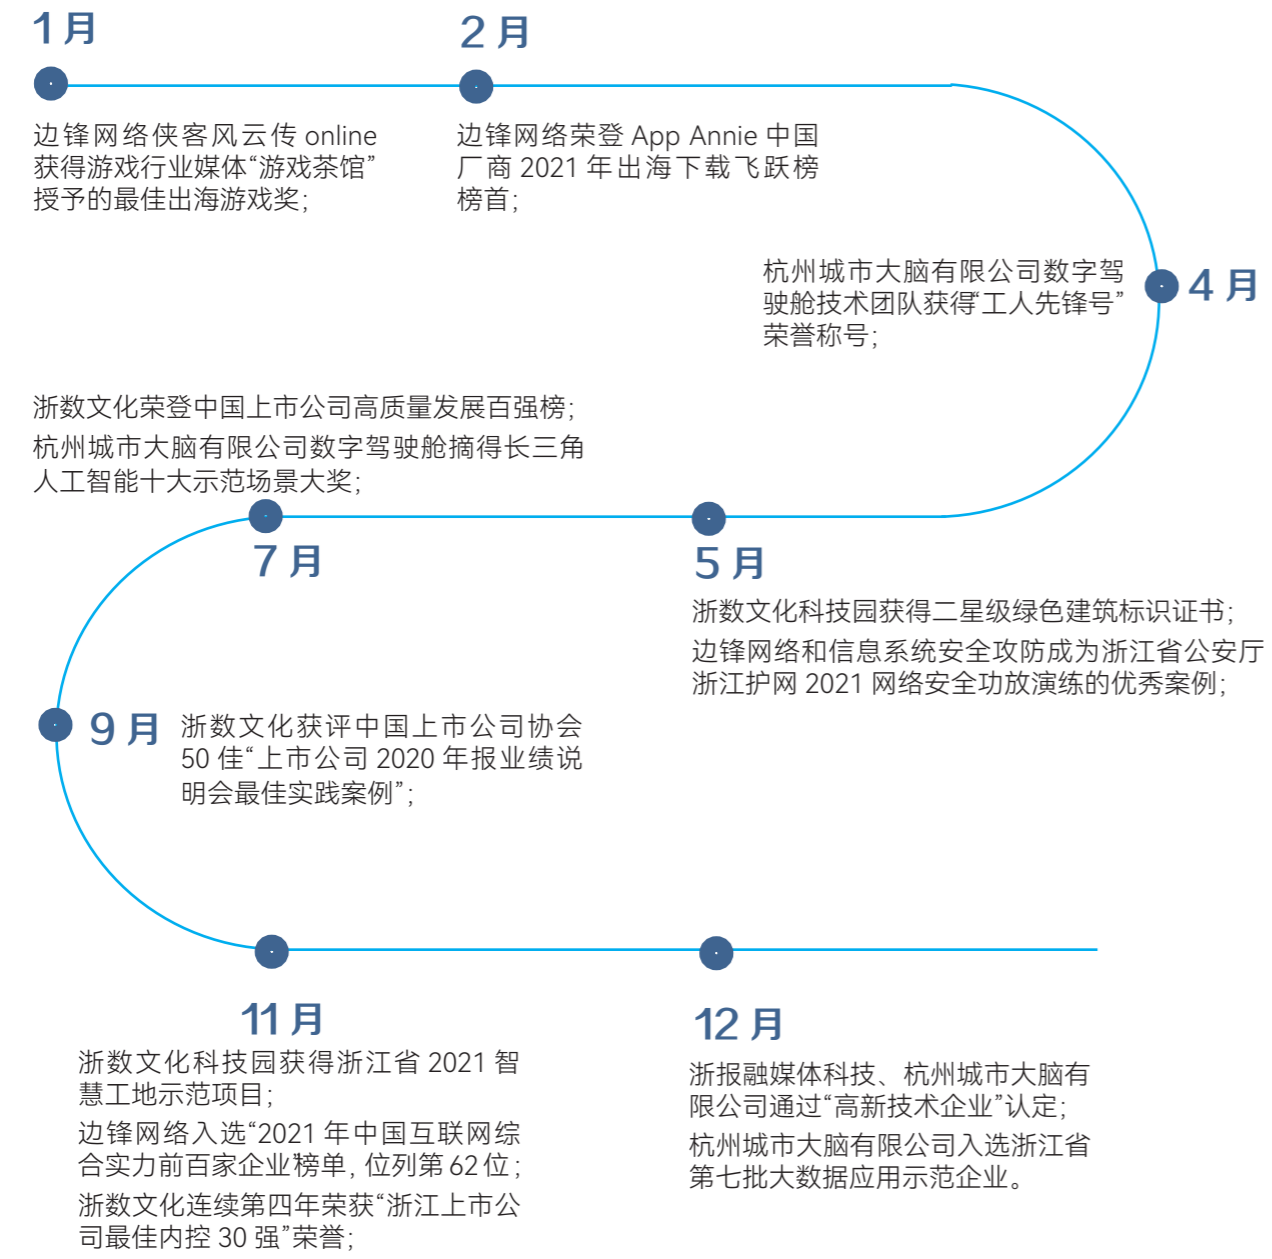 1月
边锋网络侠客风云传 online
获得游戏行业媒体“游戏茶馆”
授予的最佳出海游戏奖；
2月
边锋网络荣登 App Annie 中国
厂商 2021 年出海下载飞跃榜
榜首；
4月
杭州城市大脑有限公司数字驾
驶舱技术团队获得“工人先锋号”
荣誉称号；
5月
浙数文化科技园获得二星级绿色建筑标识证书；
边锋网络和信息系统安全攻防成为浙江省公安厅
浙江护网 2021 网络安全功放演练的优秀案例；
浙数文化荣登中国上市公司高质量发展百强榜；
杭州城市大脑有限公司数字驾驶舱摘得长三角
人工智能十大示范场景大奖；
7月
9月
浙数文化获评中国上市公司协会
50 佳“上市公司 2020 年报业绩说
明会最佳实践案例”；
11月
浙数文化科技园获得浙江省 2021 智
慧工地示范项目；
边锋网络入选“2021 年中国互联网综
合实力前百家企业”榜单, 位列第 62 位；
浙数文化连续第四年荣获“浙江上市公
司最佳内控 30 强”荣誉；
12月
浙报融媒体科技、杭州城市大脑有
限公司通过“高新技术企业”认定；
杭州城市大脑有限公司入选浙江省
第七批大数据应用示范企业。